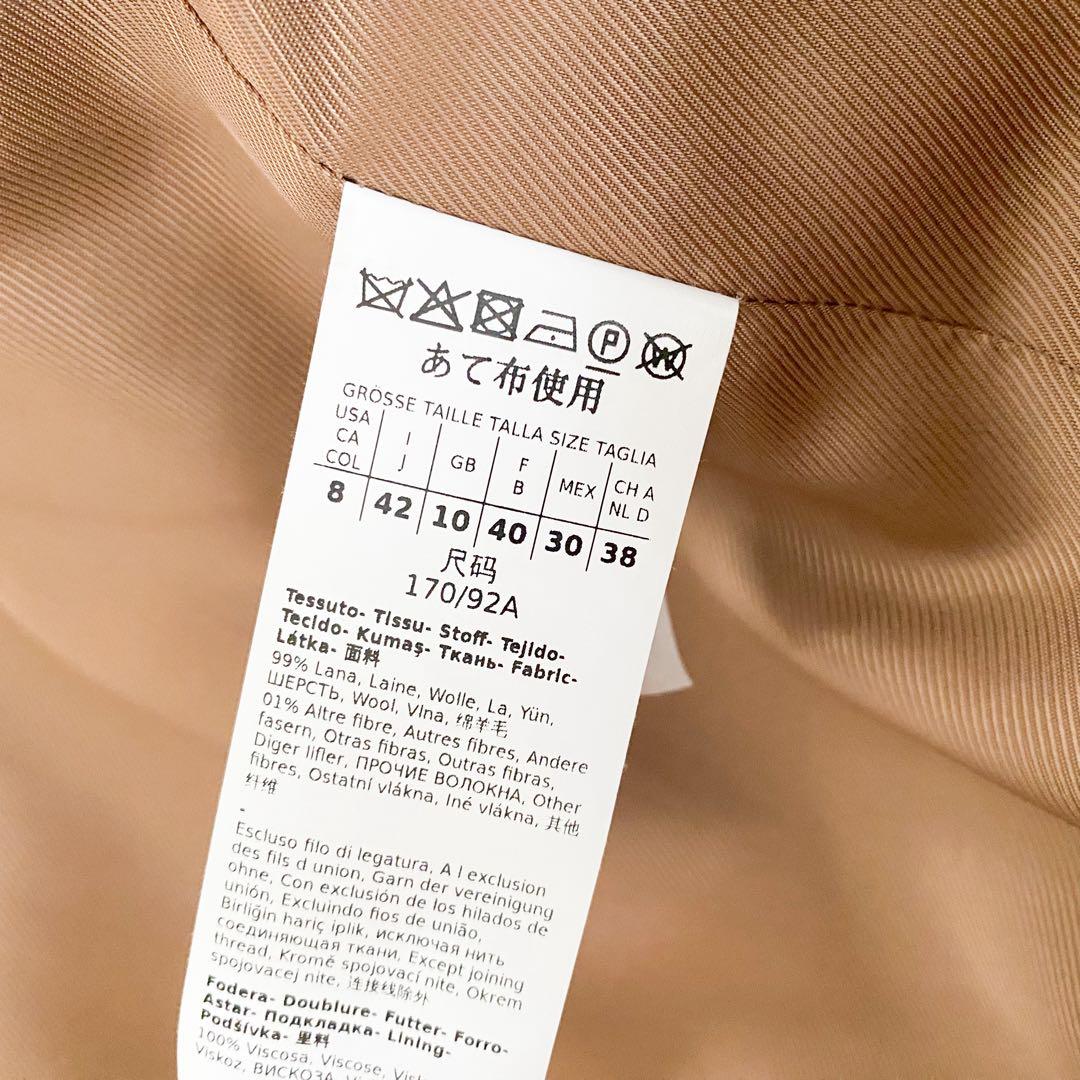 P W
あて布使用
GRÖSSE TAILLE TALLA SIZE TAGLIA
USA CA COL | I J | GB | F B | MEX | CH A NL D
8 | 42 | 10 | 40 | 30 | 38
尺码
170/92A
Tessuto- Tissu- Stoff- Tejido-
Tecido- Kumaş- Ткань- Fabric-
Látka- 面料
99% Lana, Laine, Wolle, La, Yün,
ШЕРСТЬ, Wool, Vlna, 绵羊毛
01% Altre fibre, Autres fibres, Andere
fasern, Otras fibras, Outras fibras,
Diger lifler, ПРОЧИЕ ВОЛОКНА, Other
fibres, Ostatní vlákna, Iné vlákna, 其他
纤维
-
Escluso filo di legatura, A l exclusion
des fils d union, Garn der vereinigung
ohne, Con exclusión de los hilados de
unión, Excluindo fios de união,
Birliğin hariç iplik, исключая нить
соединяющая ткани, Except joining
thread, Kromě spojovací nite, Okrem
spojovacej nite, 连接线除外
Fodera- Doublure- Futter- Forro-
Astar- Подкладка- Lining-
Podšívka- 里料
100% Viscosa, Viscose,
Viskoz, ВИСКОЗА,